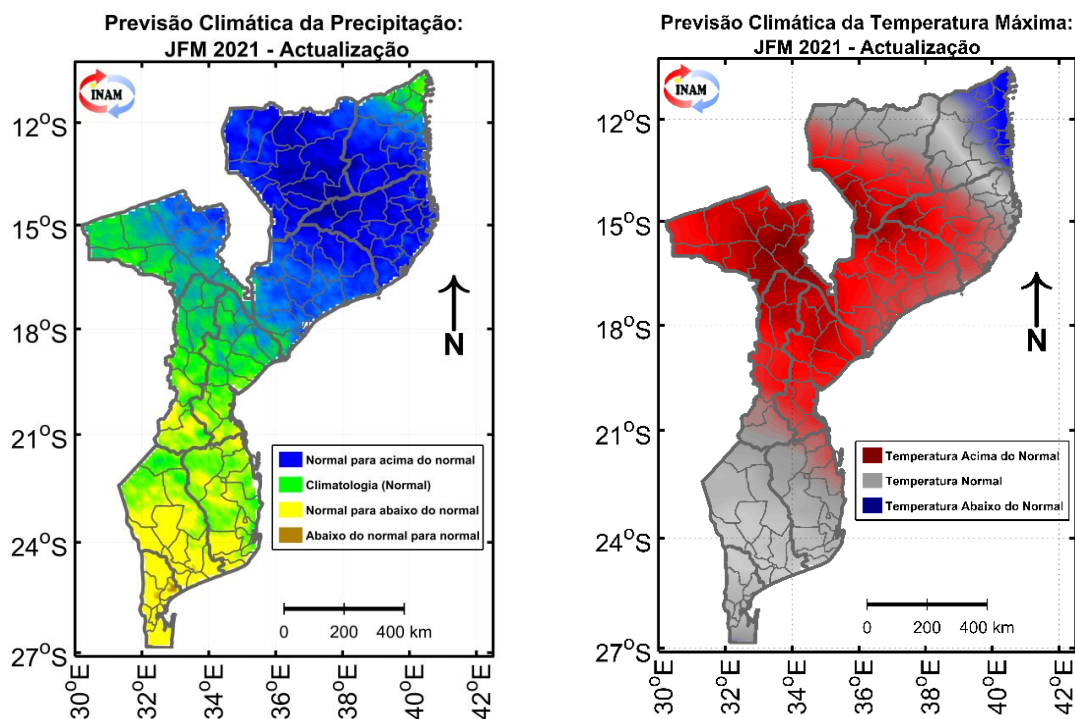 Previsão Climática da Precipitação:
JFM 2021 - Actualização
INAM
12°S
15°S
18°S
21°S
24°S
27°S
30°E
32°E
34°E
36°E
38°E
40°E
42°E
N
Normal para acima do normal
Climatologia (Normal)
Normal para abaixo do normal
Abaixo do normal para normal
0 200 400 km
Previsão Climática da Temperatura Máxima:
JFM 2021 - Actualização
INAM
12°S
15°S
18°S
21°S
24°S
27°S
30°E
32°E
34°E
36°E
38°E
40°E
42°E
N
Temperatura Acima do Normal
Temperatura Normal
Temperatura Abaixo do Normal
0 200 400 km